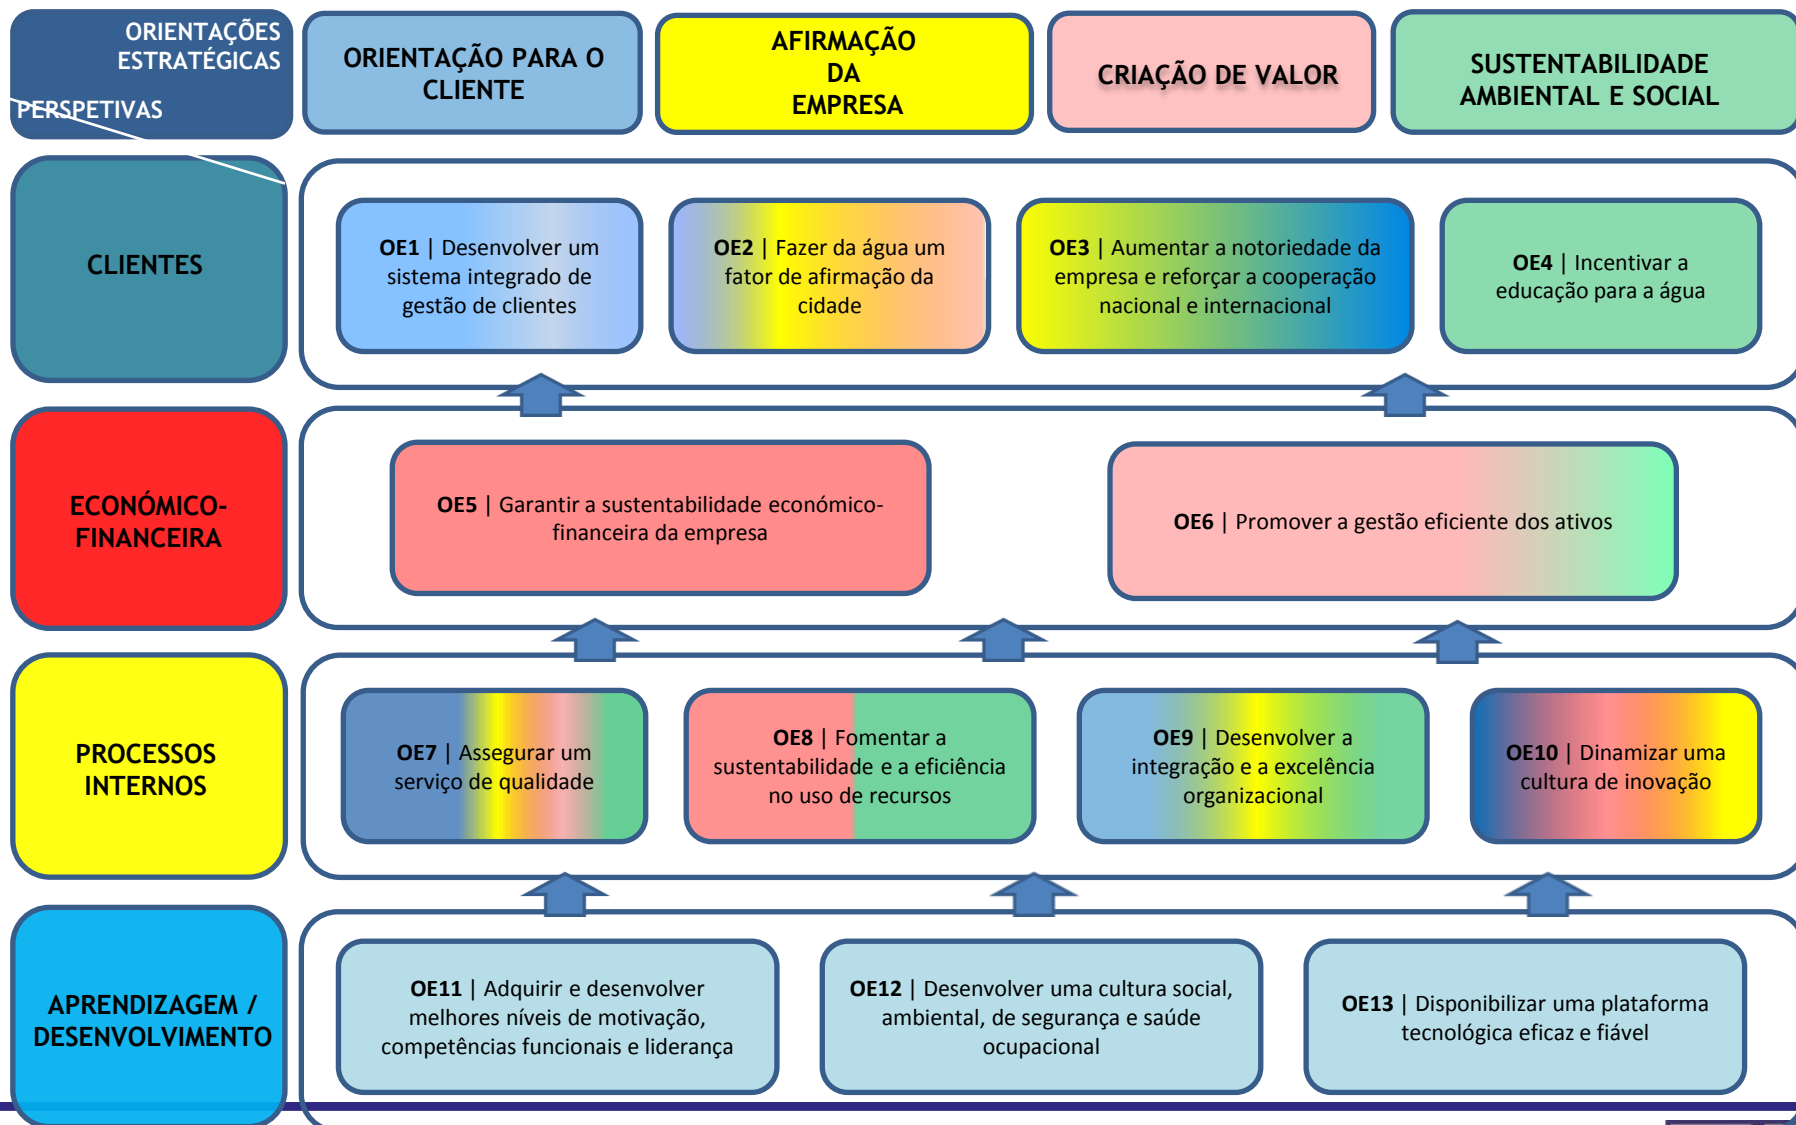 ORIENTAÇÕES
ESTRATÉGICAS
PERSPETIVAS
ORIENTAÇÃO PARA O
CLIENTE
AFIRMAÇÃO
DA
EMPRESA
CRIAÇÃO DE VALOR
SUSTENTABILIDADE
AMBIENTAL E SOCIAL
CLIENTES
OE1 | Desenvolver um
sistema integrado de
gestão de clientes
OE2 | Fazer da água um
fator de afirmação da
cidade
OE3 | Aumentar a notoriedade da
empresa e reforçar a cooperação
nacional e internacional
OE4 | Incentivar a
educação para a água
ECONÓMICO-
FINANCEIRA
OE5 | Garantir a sustentabilidade económico-
financeira da empresa
OE6 | Promover a gestão eficiente dos ativos
PROCESSOS
INTERNOS
OE7 | Assegurar um
serviço de qualidade
OE8 | Fomentar a
sustentabilidade e a eficiência
no uso de recursos
OE9 | Desenvolver a
integração e a excelência
organizacional
OE10 | Dinamizar uma
cultura de inovação
APRENDIZAGEM /
DESENVOLVIMENTO
OE11 | Adquirir e desenvolver
melhores níveis de motivação,
competências funcionais e liderança
OE12 | Desenvolver uma cultura social,
ambiental, de segurança e saúde
ocupacional
OE13 | Disponibilizar uma plataforma
tecnológica eficaz e fiável